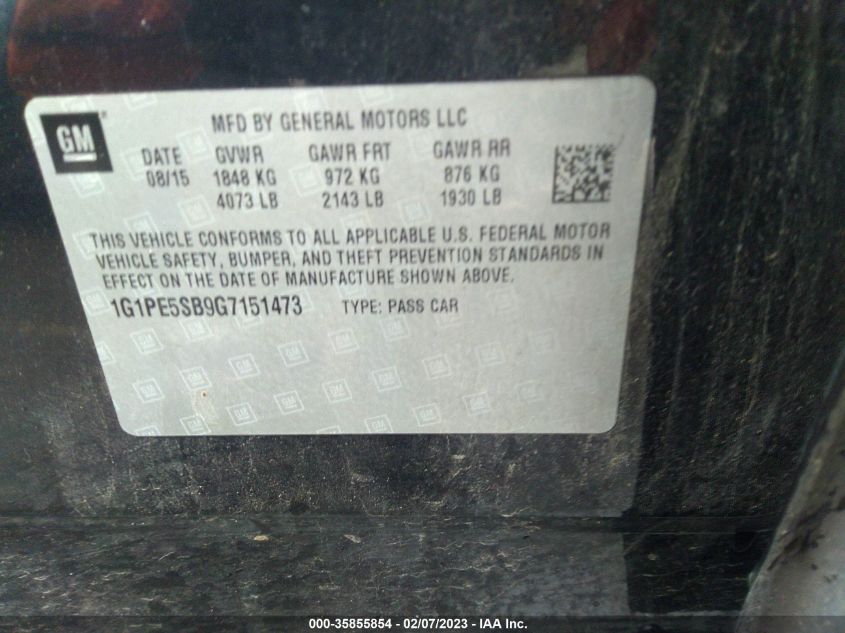 GM
MFD BY GENERAL MOTORS LLC
DATE GVWR GAWR FRT GAWR RR
08/15 1848 KG 972 KG 876 KG
4073 LB 2143 LB 1930 LB
THIS VEHICLE CONFORMS TO ALL APPLICABLE U.S. FEDERAL MOTOR
VEHICLE SAFETY, BUMPER, AND THEFT PREVENTION STANDARDS IN
EFFECT ON THE DATE OF MANUFACTURE SHOWN ABOVE.
1G1PE5SB9G7151473 TYPE: PASS CAR
000-35855854 - 02/07/2023 - IAA Inc.